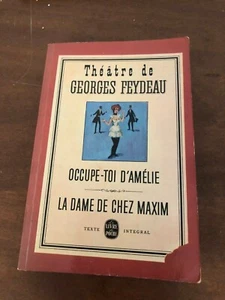 Théâtre de
GEORGES FEYDEAU
OCCUPE-TOI D'AMÉLIE
LA DAME DE CHEZ MAXIM
TEXTE
LE LIVRE
DE POCHE
INTÉGRAL